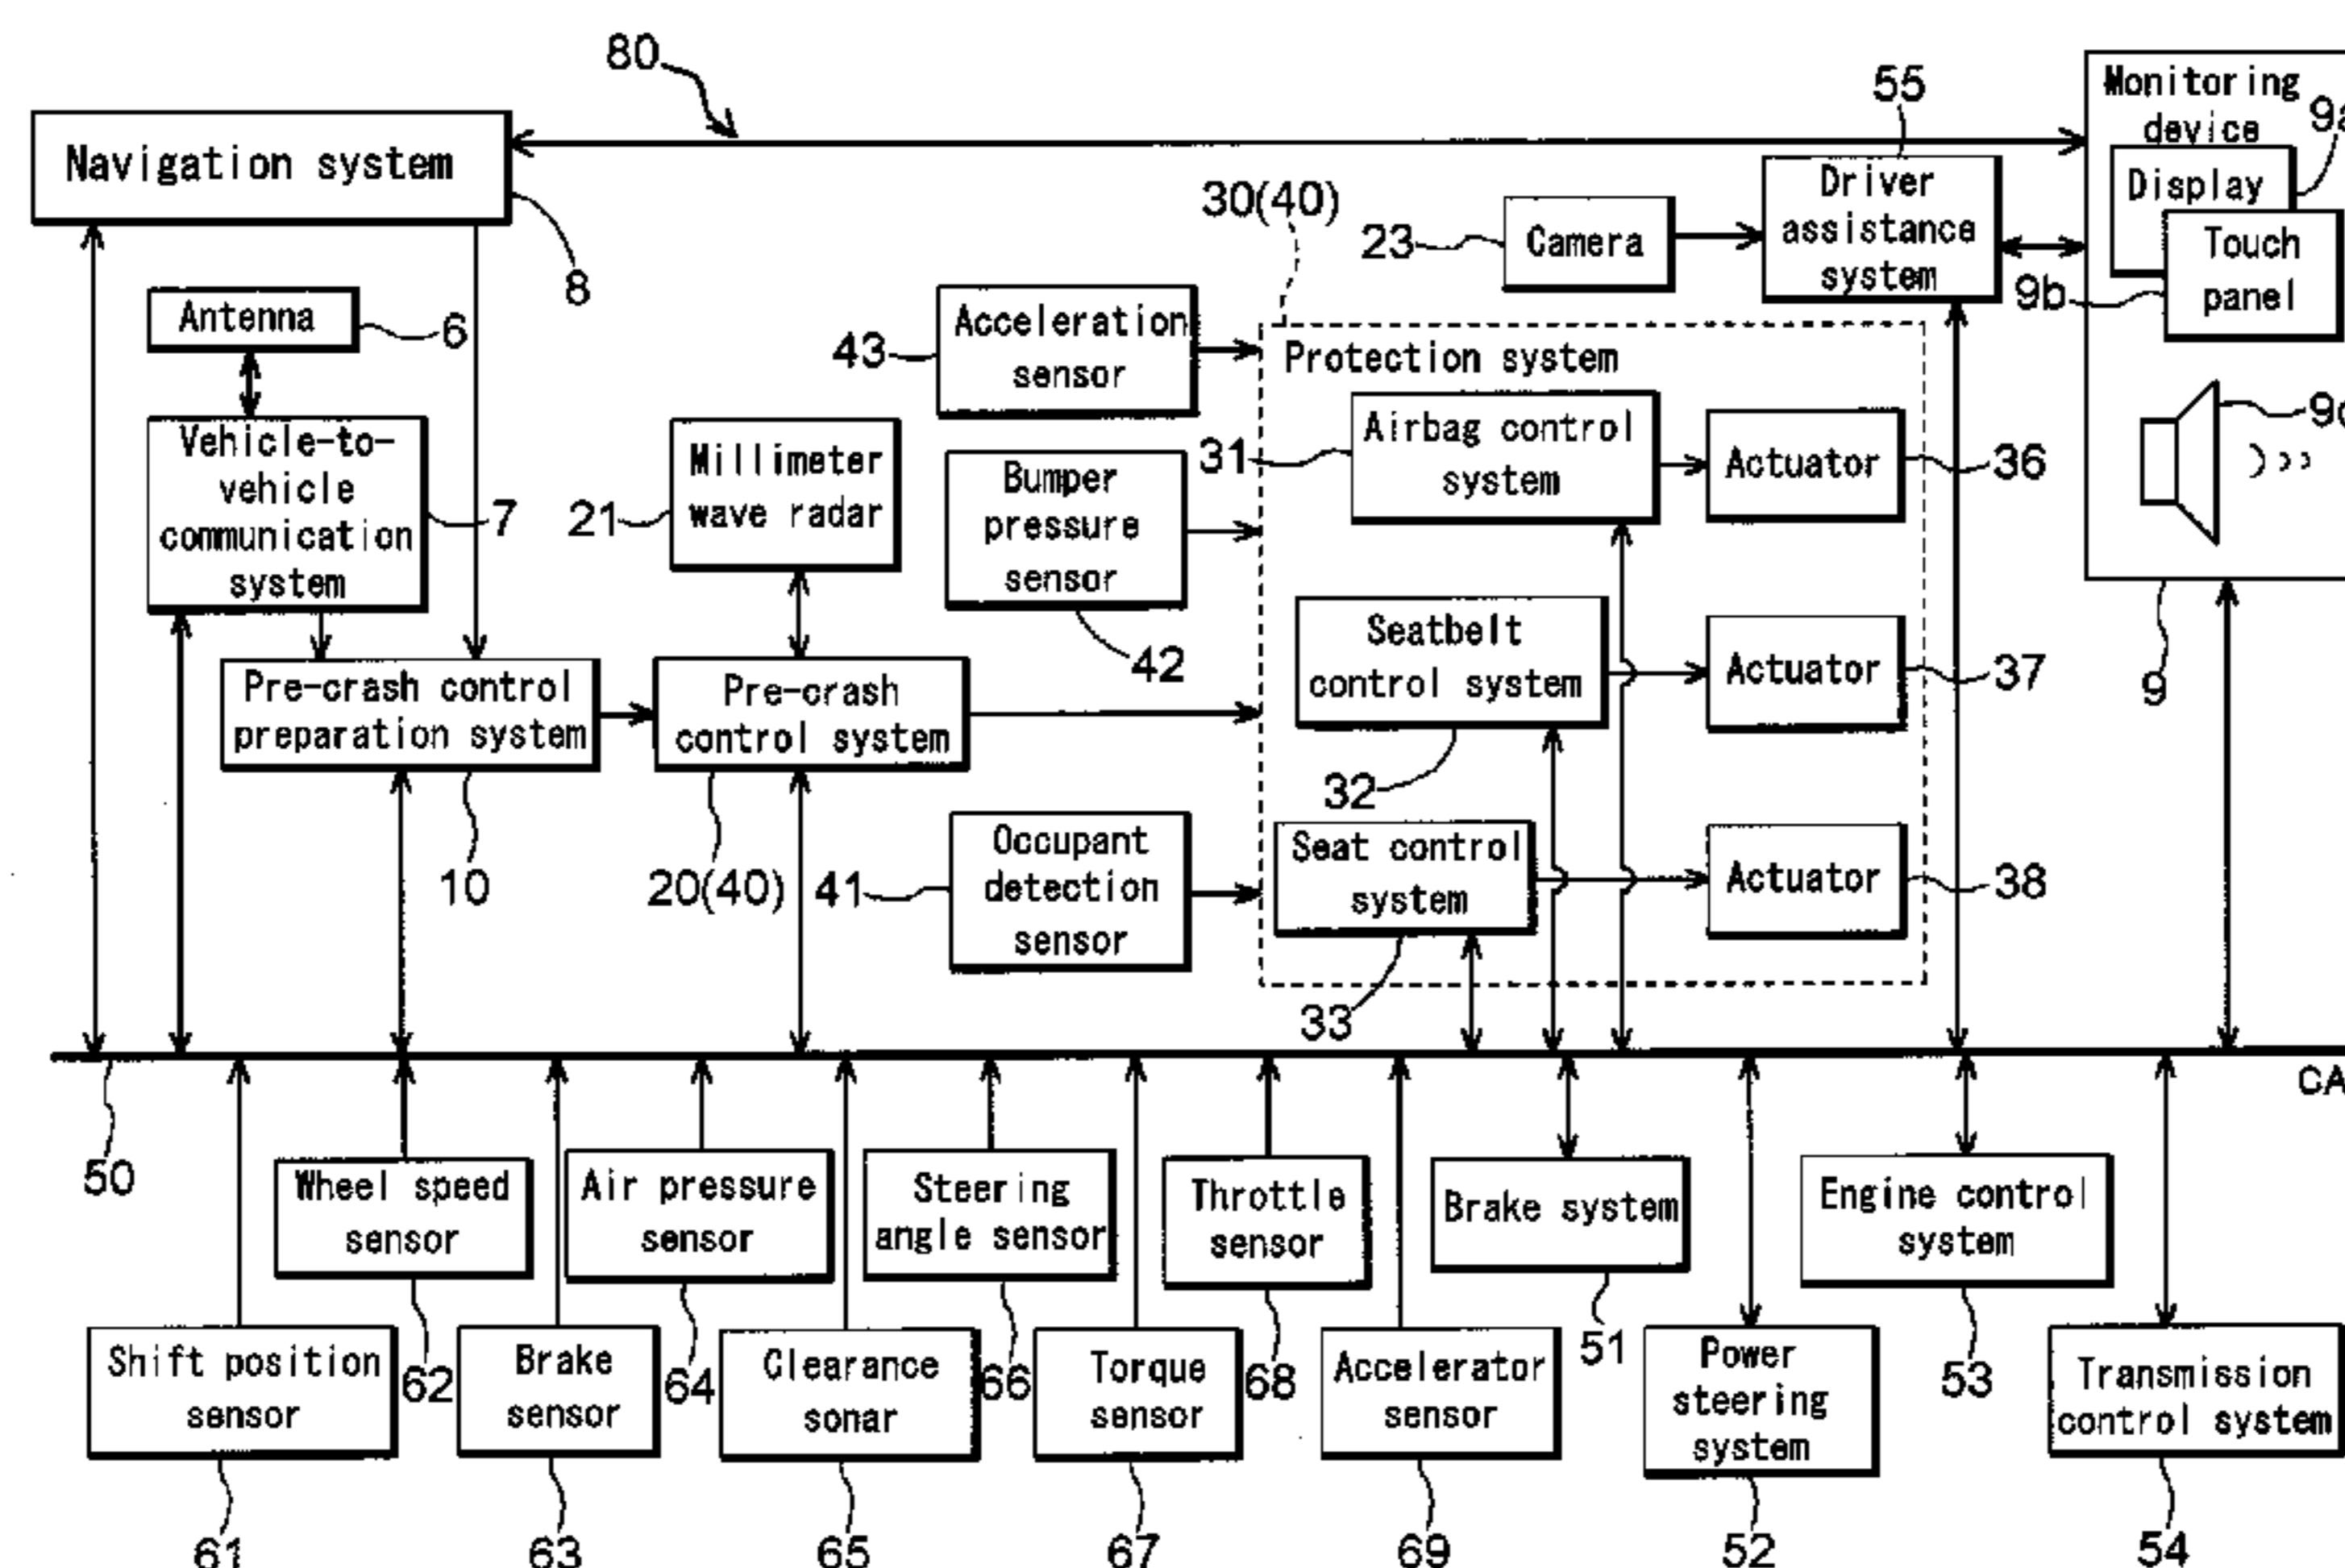 80
55
Monitoring
device
9a
Navigation system
8
30(40)
23
Camera
Driver
assistance
system
Display
Touch
panel
9b
Antenna
6
43
Acceleration
sensor
Protection system
Vehicle-to-
vehicle
communication
system
7
21
Millimeter
wave radar
Bumper
pressure
sensor
42
31
Airbag control
system
Actuator
36
9c
Seatbelt
control system
32
Actuator
37
9
Pre-crash control
preparation system
10
Pre-crash
control system
20(40)
41
Occupant
detection
sensor
Seat control
system
33
Actuator
38
CA
50
Wheel speed
sensor
62
Air pressure
sensor
64
Steering
angle sensor
66
Throttle
sensor
68
Brake system
51
Engine control
system
53
Shift position
sensor
61
Brake
sensor
63
Clearance
sonar
65
Torque
sensor
67
Accelerator
sensor
69
Power
steering
system
52
Transmission
control system
54